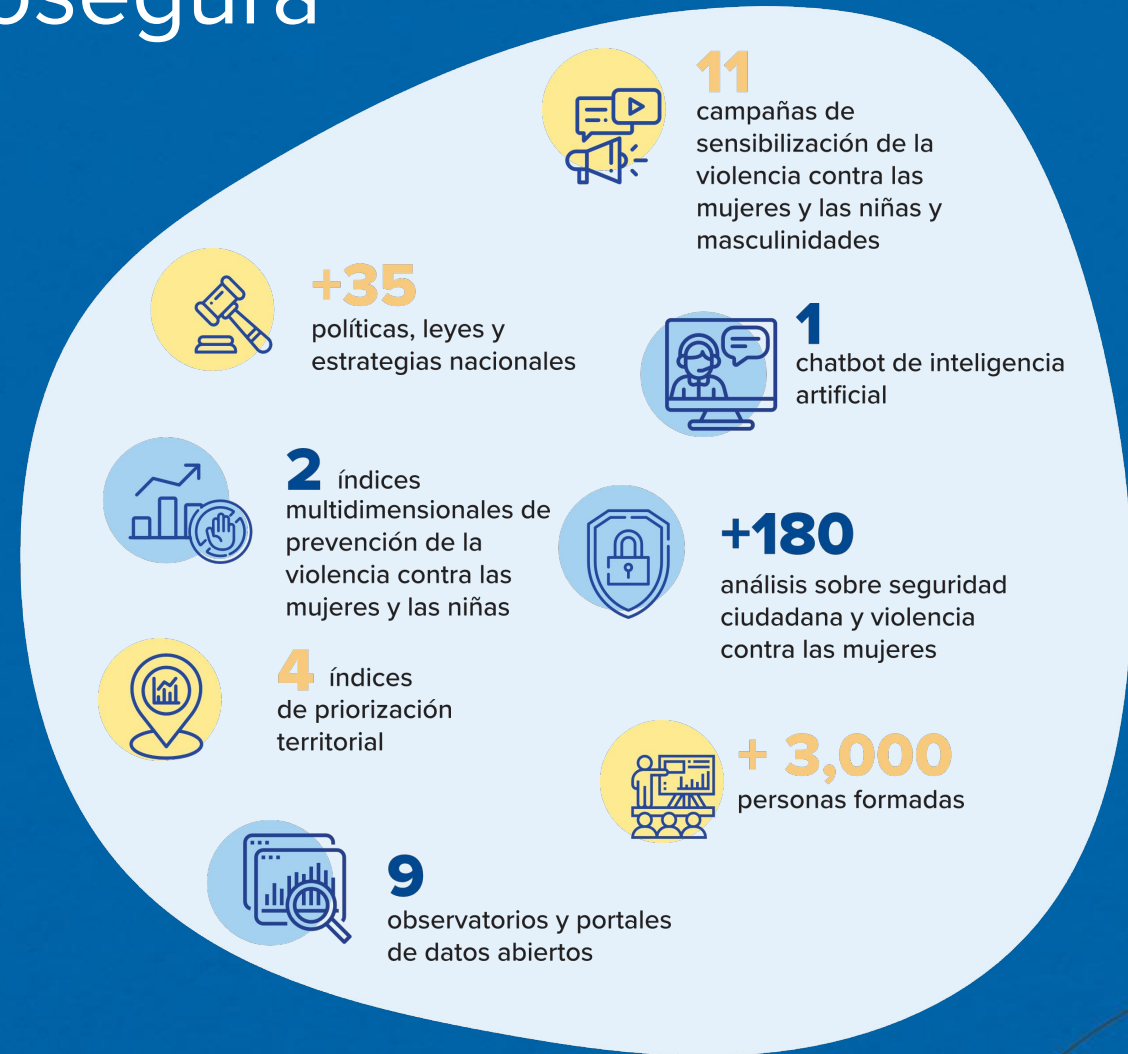 11
campañas de
sensibilización de la
violencia contra las
mujeres y las niñas y
masculinidades
+35
políticas, leyes y
estrategias nacionales
1
chatbot de inteligencia
artificial
2 índices
multidimensionales de
prevención de la
violencia contra las
mujeres y las niñas
+180
análisis sobre seguridad
ciudadana y violencia
contra las mujeres
4 índices
de priorización
territorial
+ 3,000
personas formadas
9
observatorios y portales
de datos abiertos